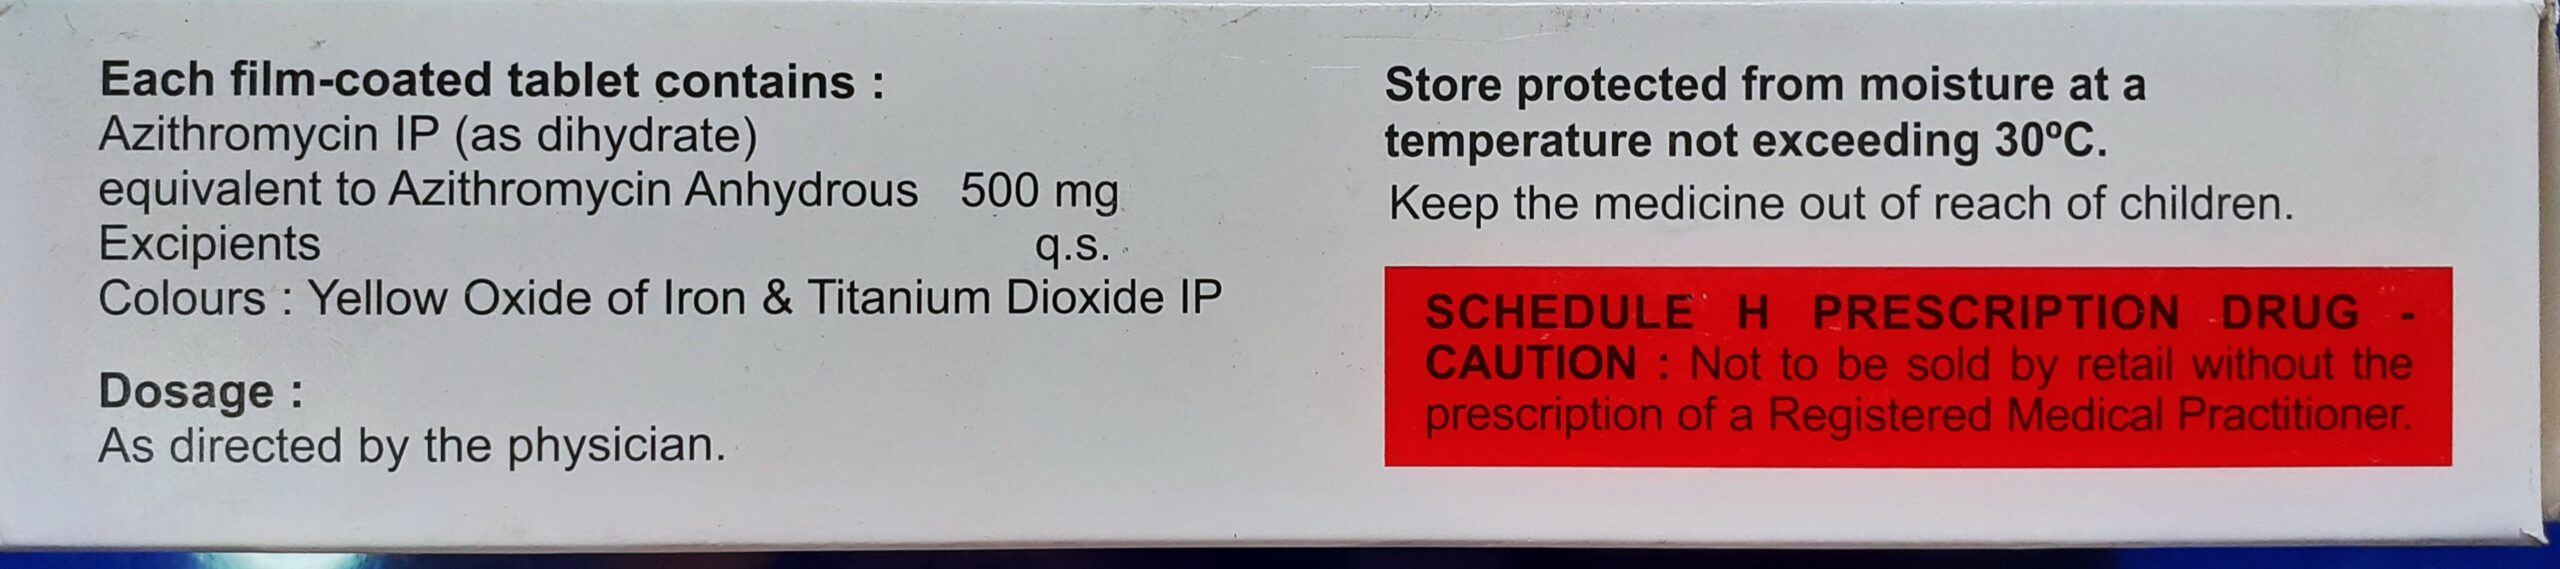 Each film-coated tablet contains :
Azithromycin IP (as dihydrate)
equivalent to Azithromycin Anhydrous 500 mg
Excipients q.s.
Colours : Yellow Oxide of Iron & Titanium Dioxide IP
Dosage :
As directed by the physician.
Store protected from moisture at a
temperature not exceeding 30ºC.
Keep the medicine out of reach of children.
SCHEDULE H PRESCRIPTION DRUG -
CAUTION : Not to be sold by retail without the
prescription of a Registered Medical Practitioner.